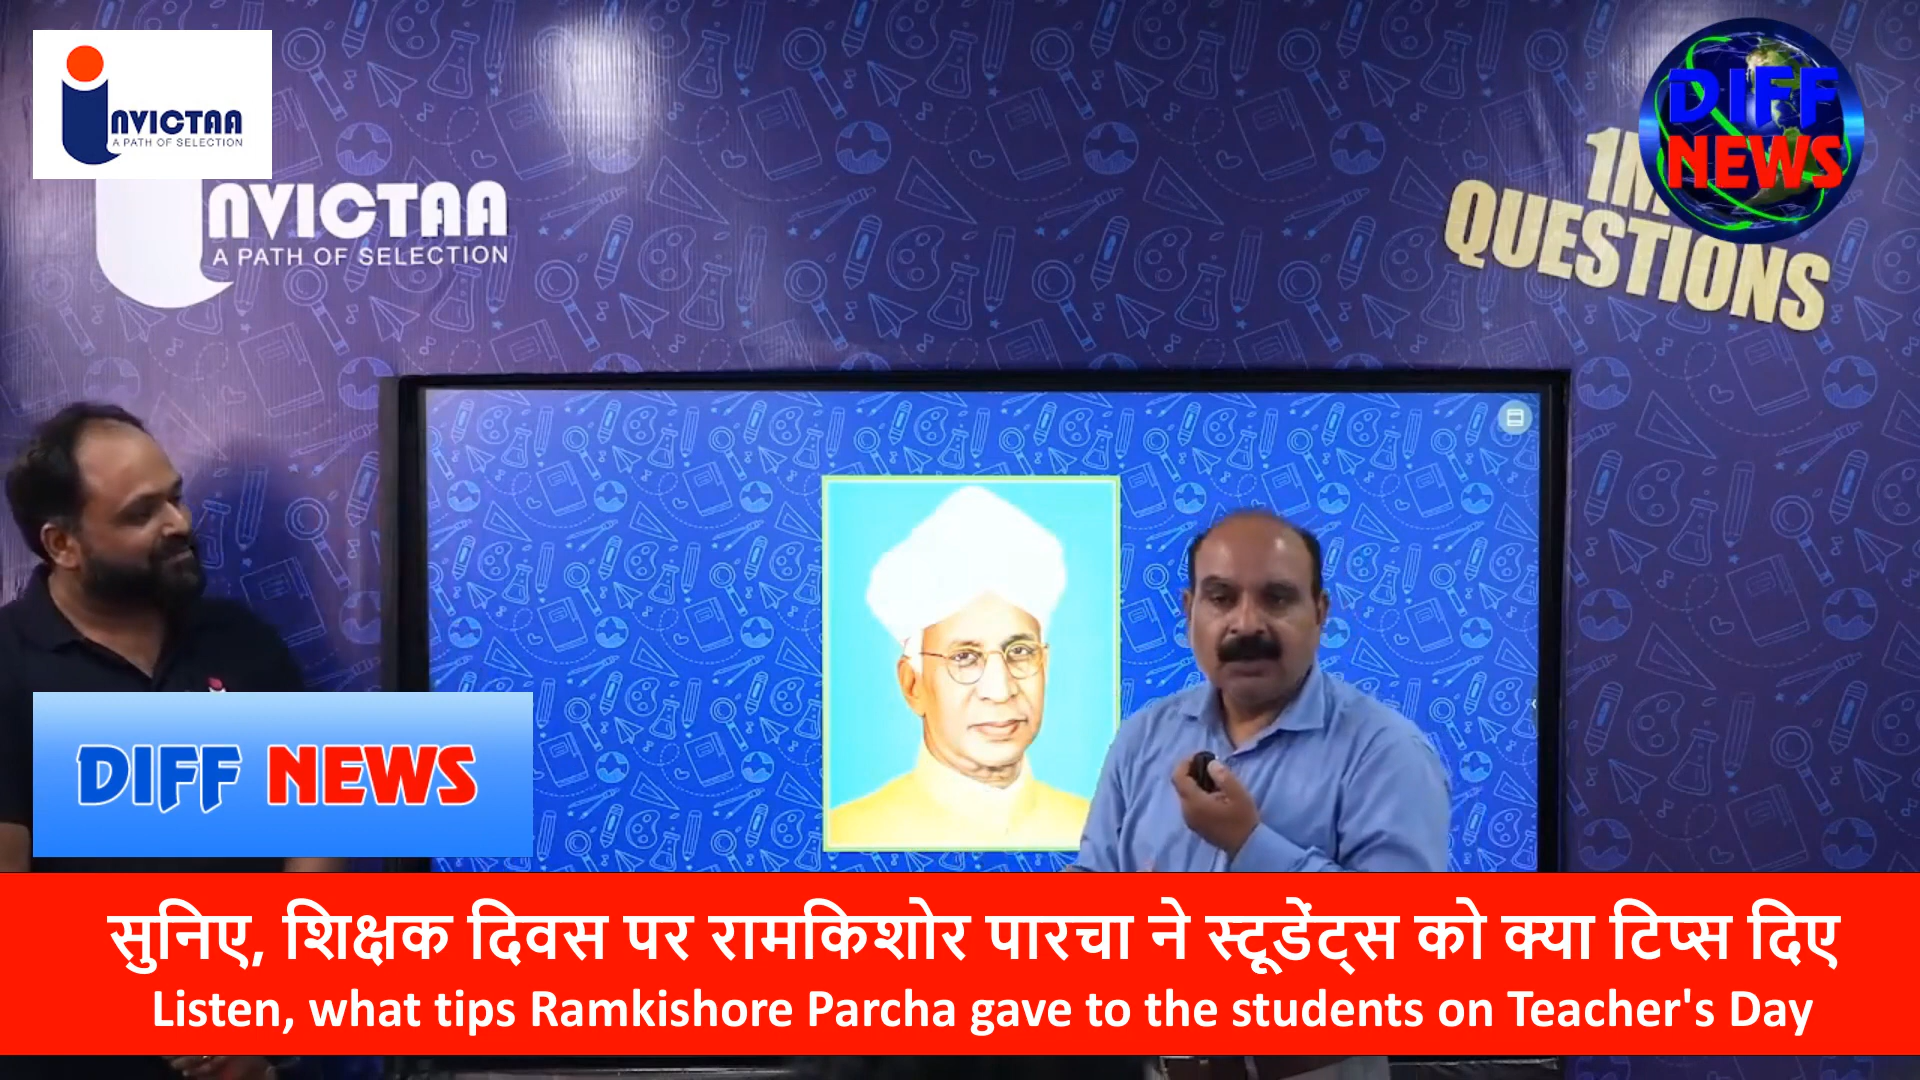 INVICTAA
A PATH OF SELECTION
DIFF
NEWS
NVICTAA
A PATH OF SELECTION
QUESTIONS
DIFF NEWS
सुनिए, शिक्षक दिवस पर रामकिशोर पारचा ने स्टूडेंट्स को क्या टिप्स दिए
Listen, what tips Ramkishore Parcha gave to the students on Teacher's Day